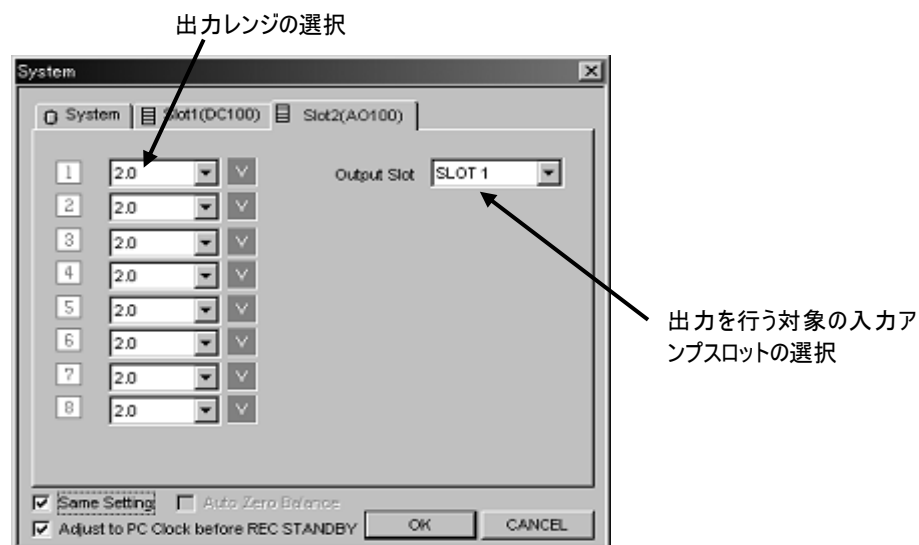 出力レンジの選択
System
System Slot1(DC100) Slot2(AO100)
1 2.0 V Output Slot SLOT 1
2 2.0 V
3 2.0 V
4 2.0 V
5 2.0 V
6 2.0 V
7 2.0 V
8 2.0 V
出力を行う対象の入力ア
ンプスロットの選択
Same Setting Auto Zero Balance
Adjust to PC Clock before REC STANDBY OK CANCEL